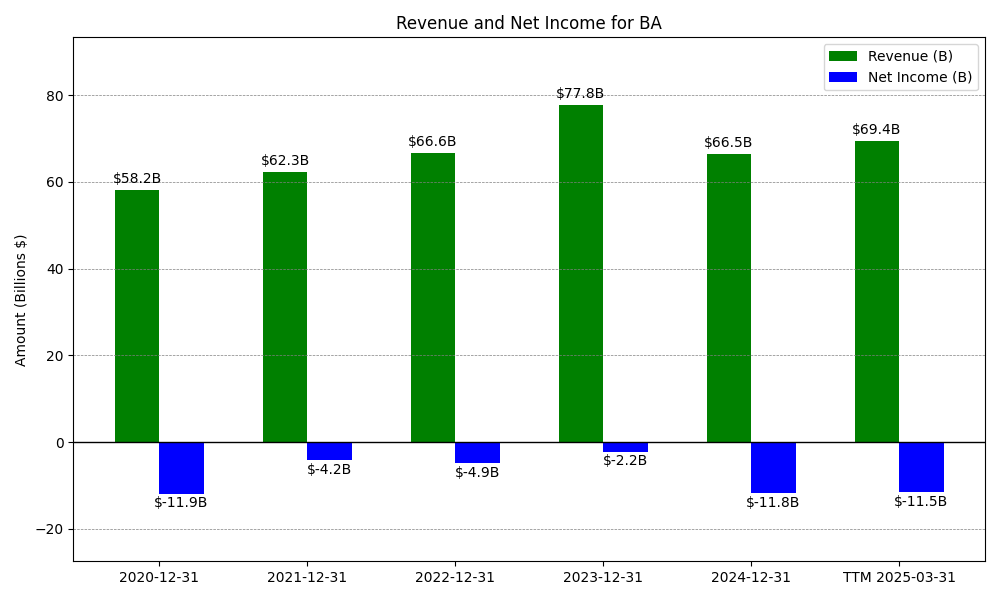 Revenue and Net Income for BA
Revenue (B)
Net Income (B)
Amount (Billions $)
80
60
40
20
0
−20
$58.2B
$62.3B
$66.6B
$77.8B
$66.5B
$69.4B
$-11.9B
$-4.2B
$-4.9B
$-2.2B
$-11.8B
$-11.5B
2020-12-31
2021-12-31
2022-12-31
2023-12-31
2024-12-31
TTM 2025-03-31